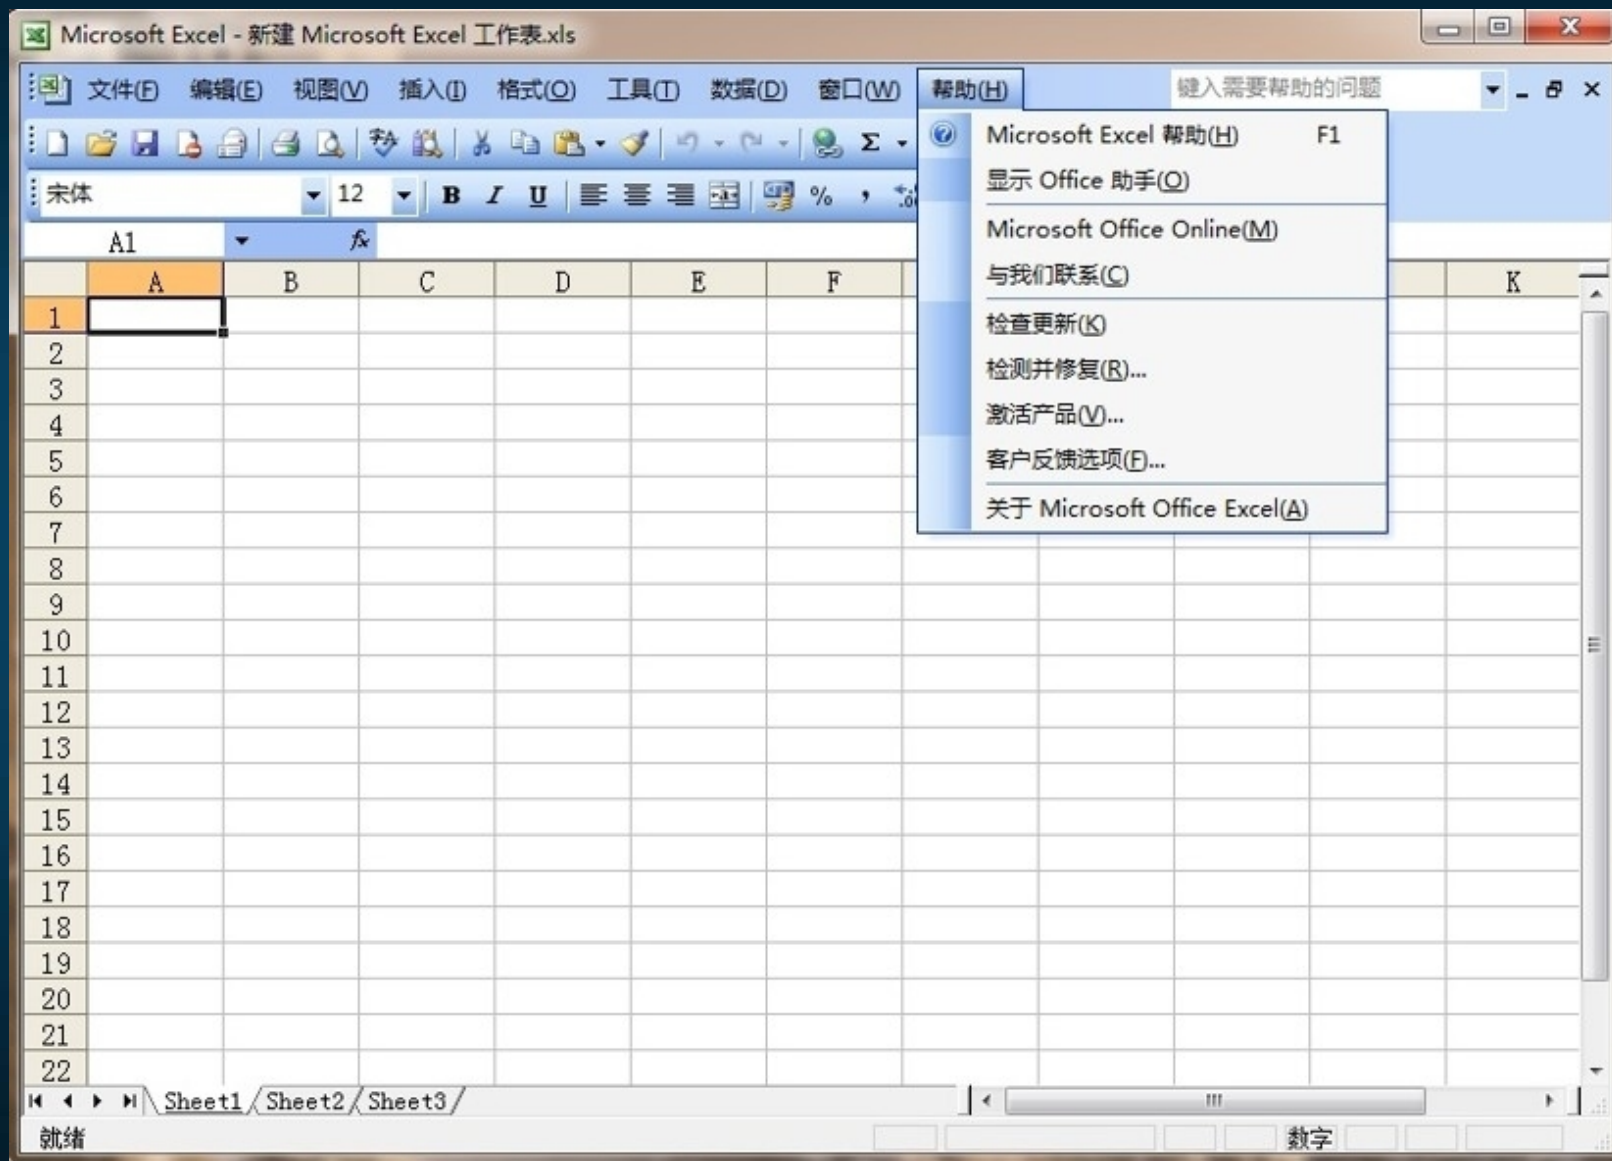 Microsoft Excel - 新建 Microsoft Excel 工作表.xls
文件(F) 编辑(E) 视图(V) 插入(I) 格式(O) 工具(T) 数据(D) 窗口(W) 帮助(H) 键入需要帮助的问题
宋体 12 B I U %
A1 fx
Microsoft Excel 帮助(H) F1
显示 Office 助手(O)
Microsoft Office Online(M)
与我们联系(C)
检查更新(K)
检测并修复(R)...
激活产品(V)...
客户反馈选项(F)...
关于 Microsoft Office Excel(A)
A B C D E F K
1
2
3
4
5
6
7
8
9
10
11
12
13
14
15
16
17
18
19
20
21
22
Sheet1 Sheet2 Sheet3
就绪 数字